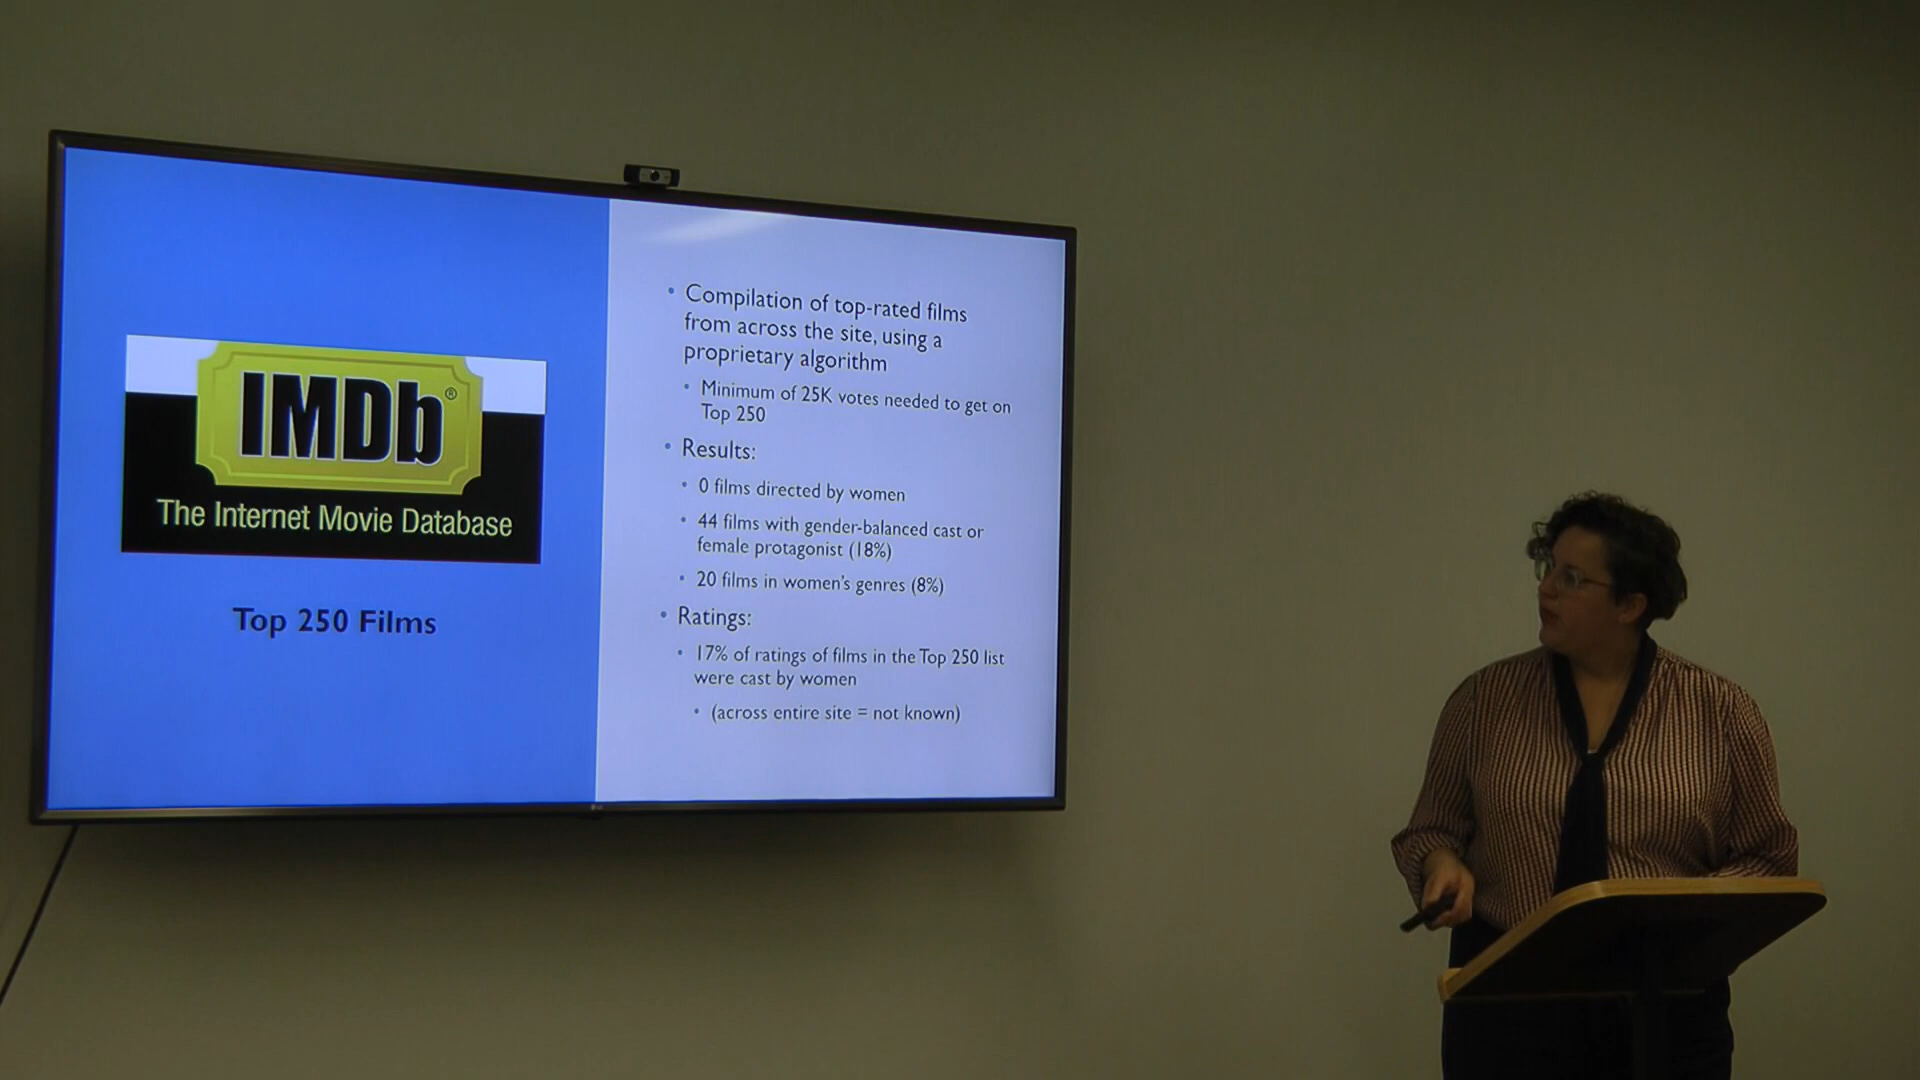 IMDb®
The Internet Movie Database
Top 250 Films
• Compilation of top-rated films
from across the site, using a
proprietary algorithm
• Minimum of 25K votes needed to get on
Top 250
• Results:
• 0 films directed by women
• 44 films with gender-balanced cast or
female protagonist (18%)
• 20 films in women's genres (8%)
• Ratings:
• 17% of ratings of films in the Top 250 list
were cast by women
• (across entire site = not known)
LG